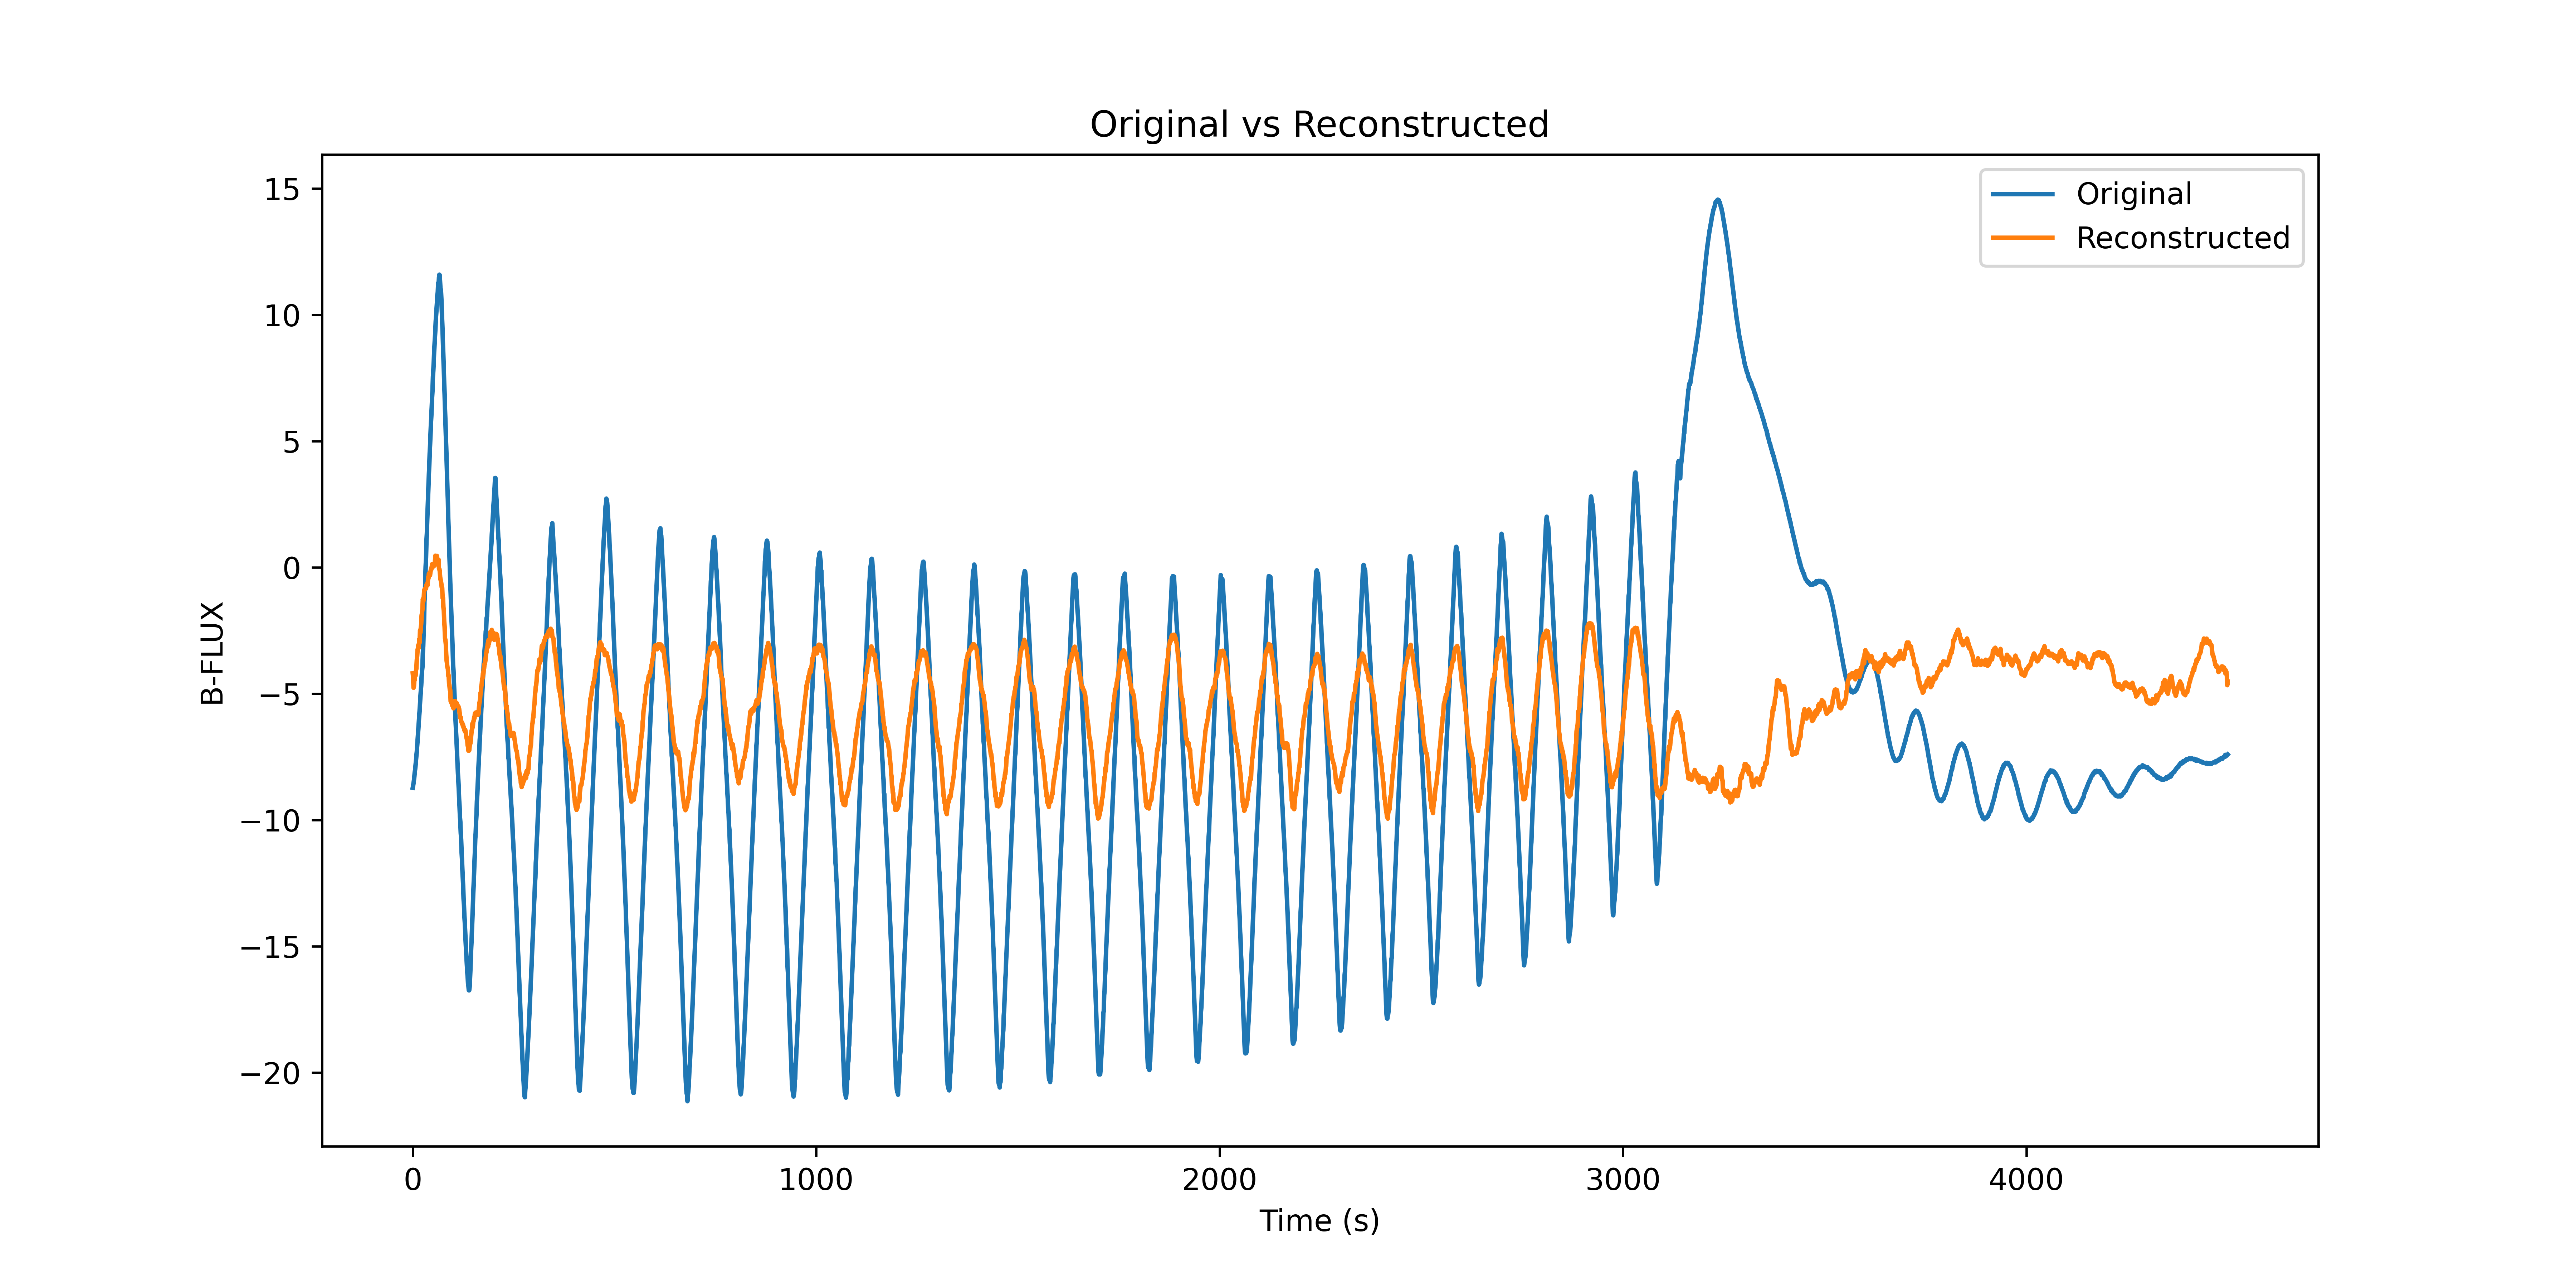 Original vs Reconstructed
Original
Reconstructed
B-FLUX
15
10
5
0
−5
−10
−15
−20
0 1000 2000 3000 4000
Time (s)